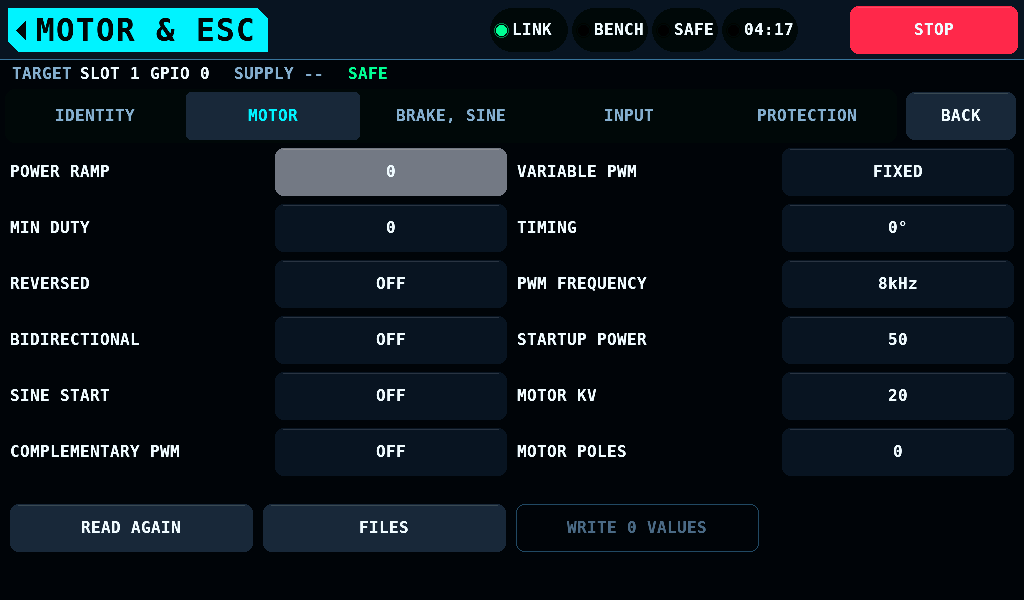 MOTOR & ESC
LINK
BENCH
SAFE
04:17
STOP
TARGET SLOT 1 GPIO 0 SUPPLY -- SAFE
IDENTITY
MOTOR
BRAKE, SINE
INPUT
PROTECTION
BACK
POWER RAMP 0
VARIABLE PWM FIXED
MIN DUTY 0
TIMING 0°
REVERSED OFF
PWM FREQUENCY 8kHz
BIDIRECTIONAL OFF
STARTUP POWER 50
SINE START OFF
MOTOR KV 20
COMPLEMENTARY PWM OFF
MOTOR POLES 0
READ AGAIN
FILES
WRITE 0 VALUES